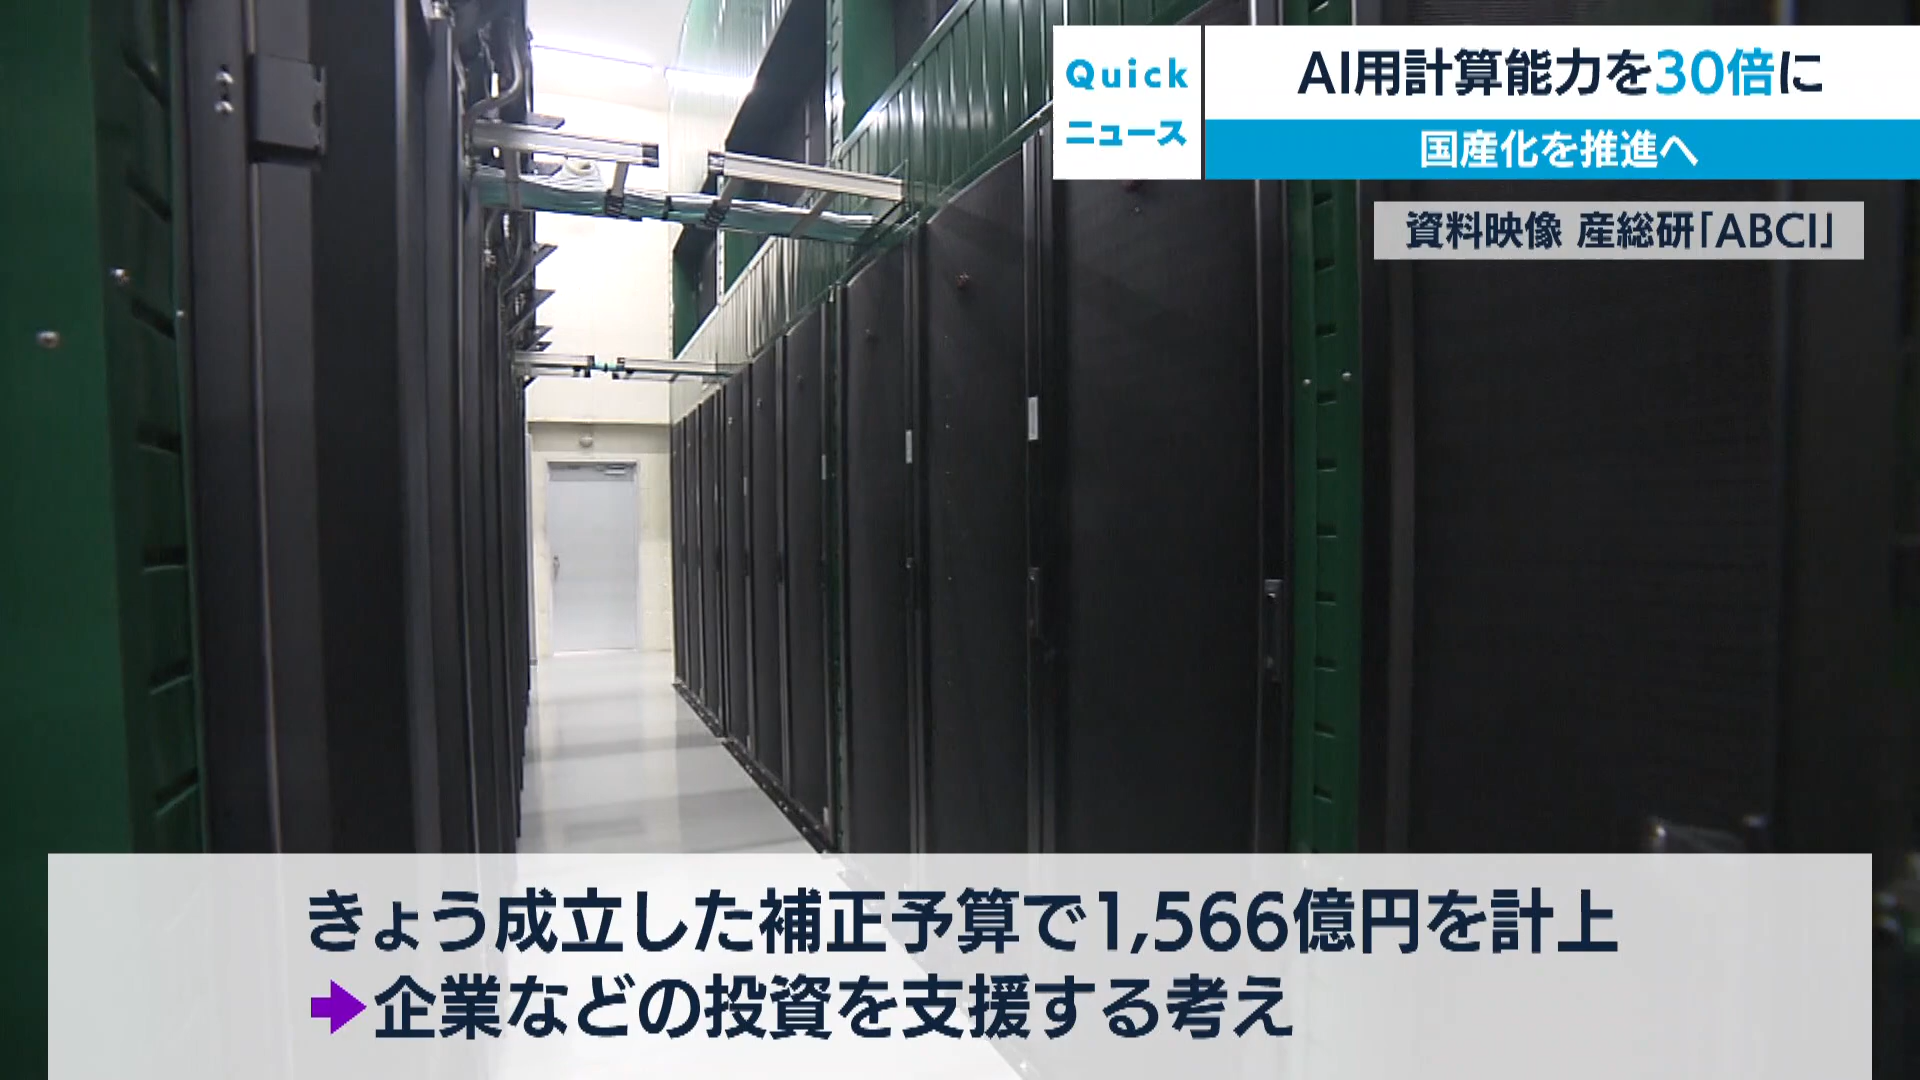 Quick
ニュース
AI用計算能力を30倍に
国産化を推進へ
資料映像 産総研「ABCI」
きょう成立した補正予算で1,566億円を計上
➡企業などの投資を支援する考え